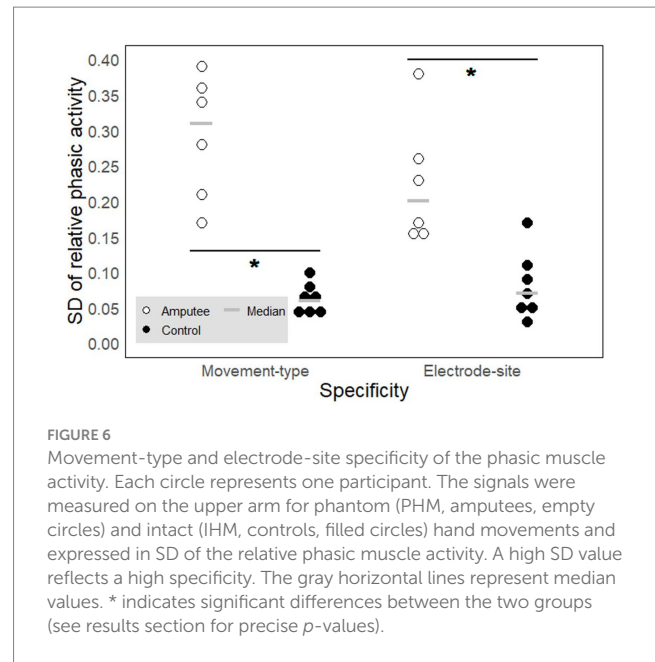 0.40
0.35
0.30
0.25
0.20
0.15
0.10
0.05
0.00
SD of relative phasic activity
*
*
Amputee
Median
Control
Movement-type
Electrode-site
Specificity
FIGURE 6
Movement-type and electrode-site specificity of the phasic muscle
activity. Each circle represents one participant. The signals were
measured on the upper arm for phantom (PHM, amputees, empty
circles) and intact (IHM, controls, filled circles) hand movements and
expressed in SD of the relative phasic muscle activity. A high SD value
reflects a high specificity. The gray horizontal lines represent median
values. * indicates significant differences between the two groups
(see results section for precise p-values).